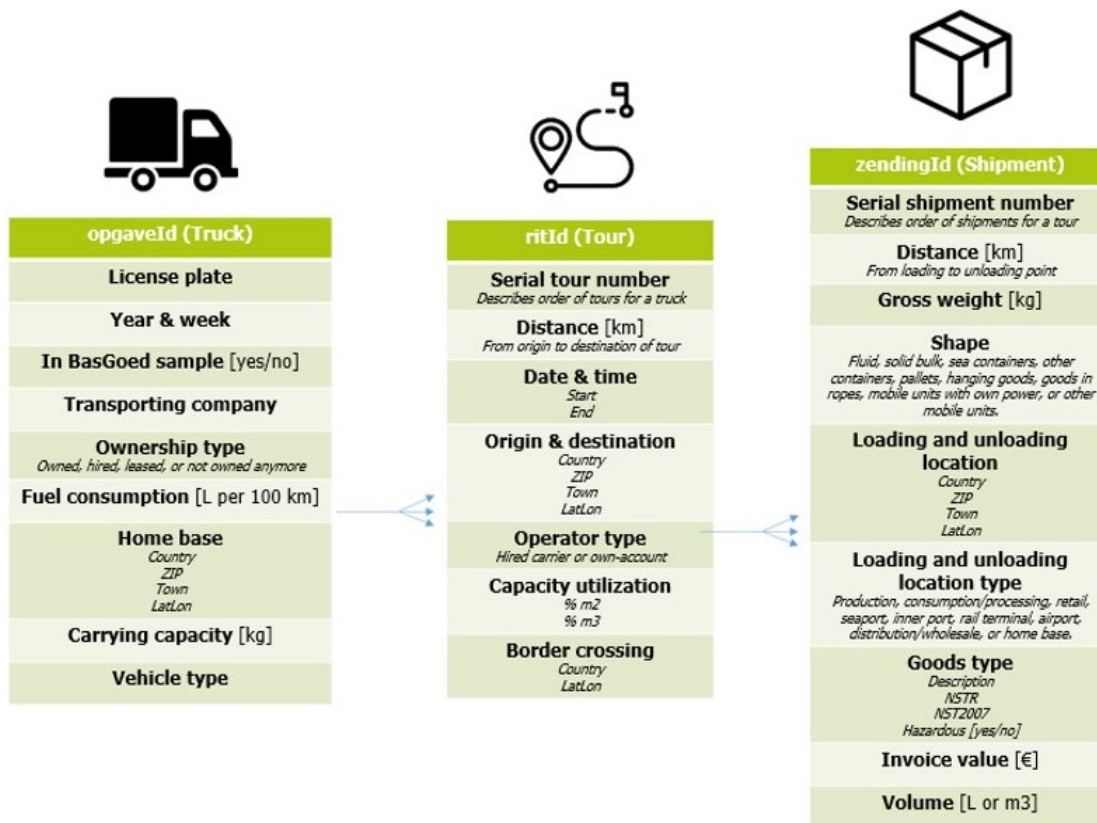 opgaveId (Truck)
License plate
Year & week
In BasGoed sample [yes/no]
Transporting company
Ownership type
Owned, hired, leased, or not owned anymore
Fuel consumption [L per 100 km]
Home base
Country
ZIP
Town
LatLon
Carrying capacity [kg]
Vehicle type
ritId (Tour)
Serial tour number
Describes order of tours for a truck
Distance [km]
From origin to destination of tour
Date & time
Start
End
Origin & destination
Country
ZIP
Town
LatLon
Operator type
Hired carrier or own-account
Capacity utilization
% m2
% m3
Border crossing
Country
LatLon
zendingId (Shipment)
Serial shipment number
Describes order of shipments for a tour
Distance [km]
From loading to unloading point
Gross weight [kg]
Shape
Fluid, solid bulk, sea containers, other
containers, pallets, hanging goods, goods in
ropes, mobile units with own power, or other
mobile units.
Loading and unloading
location
Country
ZIP
Town
LatLon
Loading and unloading
location type
Production, consumption/processing, retail,
seaport, inner port, rail terminal, airport,
distribution/wholesale, or home base.
Goods type
Description
NSTR
NST2007
Hazardous [yes/no]
Invoice value [€]
Volume [L or m3]